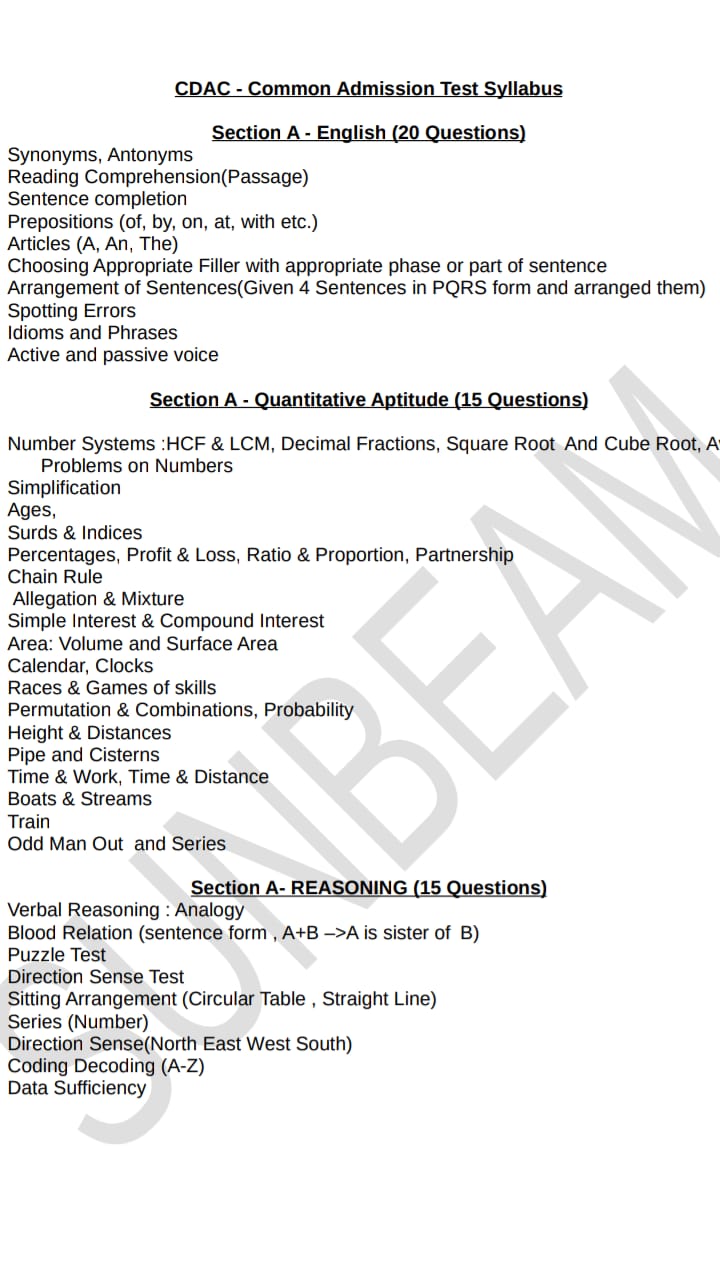 CDAC - Common Admission Test Syllabus
Section A - English (20 Questions)
Synonyms, Antonyms
Reading Comprehension(Passage)
Sentence completion
Prepositions (of, by, on, at, with etc.)
Articles (A, An, The)
Choosing Appropriate Filler with appropriate phase or part of sentence
Arrangement of Sentences(Given 4 Sentences in PQRS form and arranged them)
Spotting Errors
Idioms and Phrases
Active and passive voice
Section A - Quantitative Aptitude (15 Questions)
Number Systems :HCF & LCM, Decimal Fractions, Square Root And Cube Root,
Problems on Numbers
Simplification
Ages,
Surds & Indices
Percentages, Profit & Loss, Ratio & Proportion, Partnership
Chain Rule
Allegation & Mixture
Simple Interest & Compound Interest
Area: Volume and Surface Area
Calendar, Clocks
Races & Games of skills
Permutation & Combinations, Probability
Height & Distances
Pipe and Cisterns
Time & Work, Time & Distance
Boats & Streams
Train
Odd Man Out and Series
Section A- REASONING (15 Questions)
Verbal Reasoning : Analogy
Blood Relation (sentence form , A+B –>A is sister of B)
Puzzle Test
Direction Sense Test
Sitting Arrangement (Circular Table , Straight Line)
Series (Number)
Direction Sense(North East West South)
Coding Decoding (A-Z)
Data Sufficiency
SUNBEAM